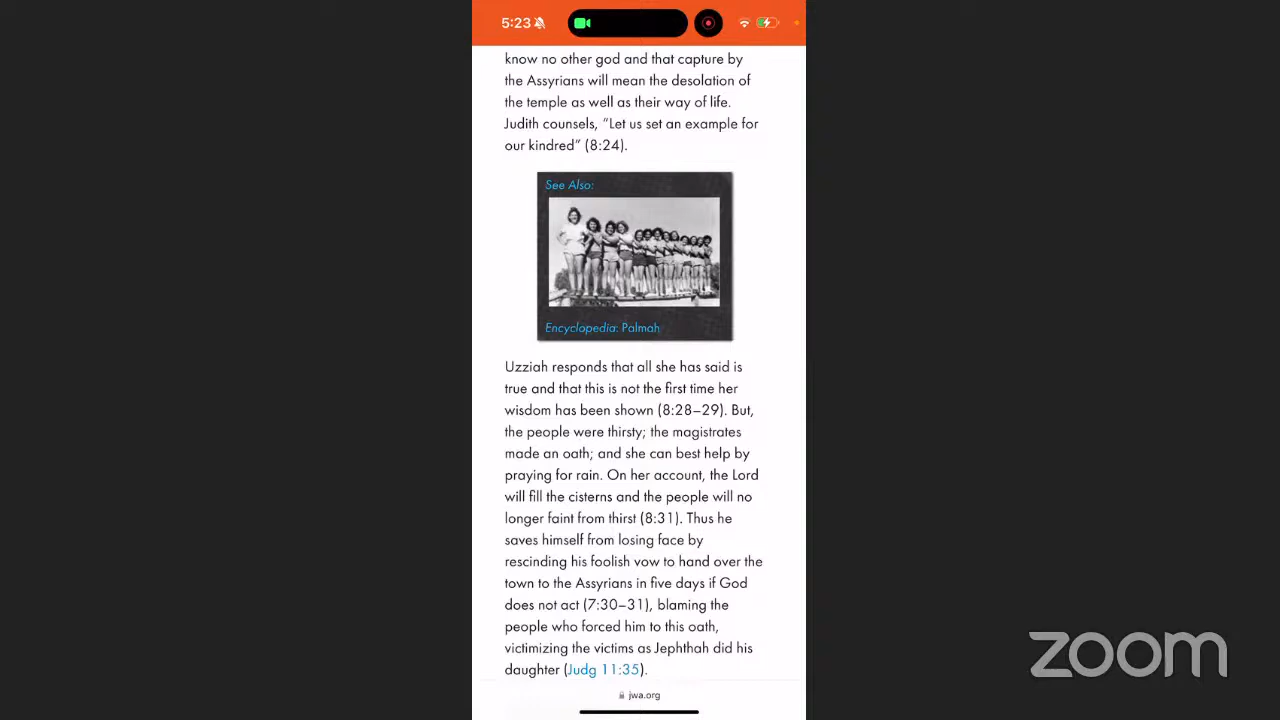 5:23
know no other god and that capture by
the Assyrians will mean the desolation of
the temple as well as their way of life.
Judith counsels, “Let us set an example for
our kindred” (8:24).
See Also:
Encyclopedia: Palmah
Uzziah responds that all she has said is
true and that this is not the first time her
wisdom has been shown (8:28–29). But,
the people were thirsty; the magistrates
made an oath; and she can best help by
praying for rain. On her account, the Lord
will fill the cisterns and the people will no
longer faint from thirst (8:31). Thus he
saves himself from losing face by
rescinding his foolish vow to hand over the
town to the Assyrians in five days if God
does not act (7:30–31), blaming the
people who forced him to this oath,
victimizing the victims as Jephthah did his
daughter (Judg 11:35).
jwa.org
zoom